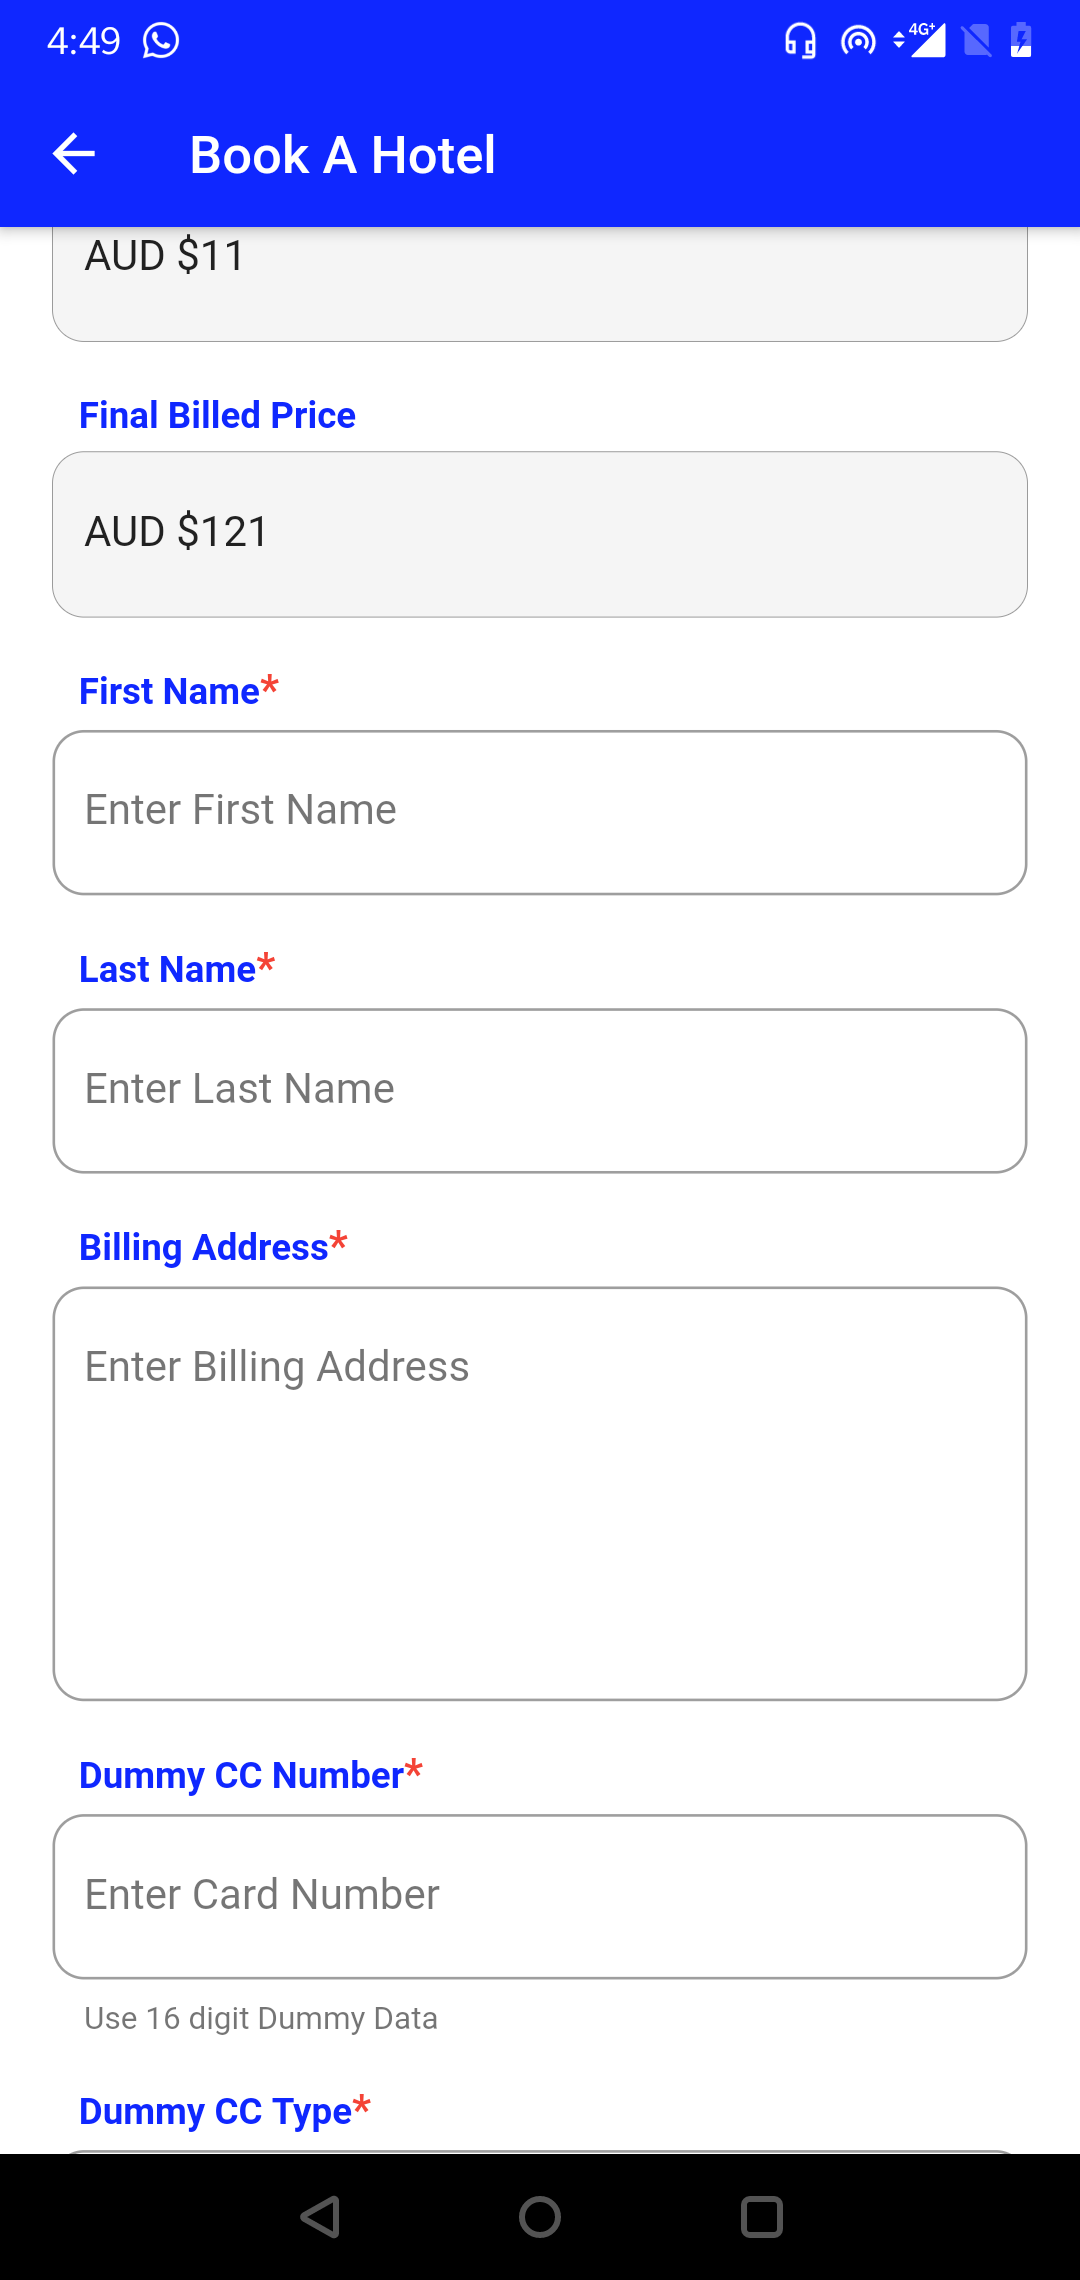 4:49
4G+
Book A Hotel
AUD $11
Final Billed Price
AUD $121
First Name*
Enter First Name
Last Name*
Enter Last Name
Billing Address*
Enter Billing Address
Dummy CC Number*
Enter Card Number
Use 16 digit Dummy Data
Dummy CC Type*